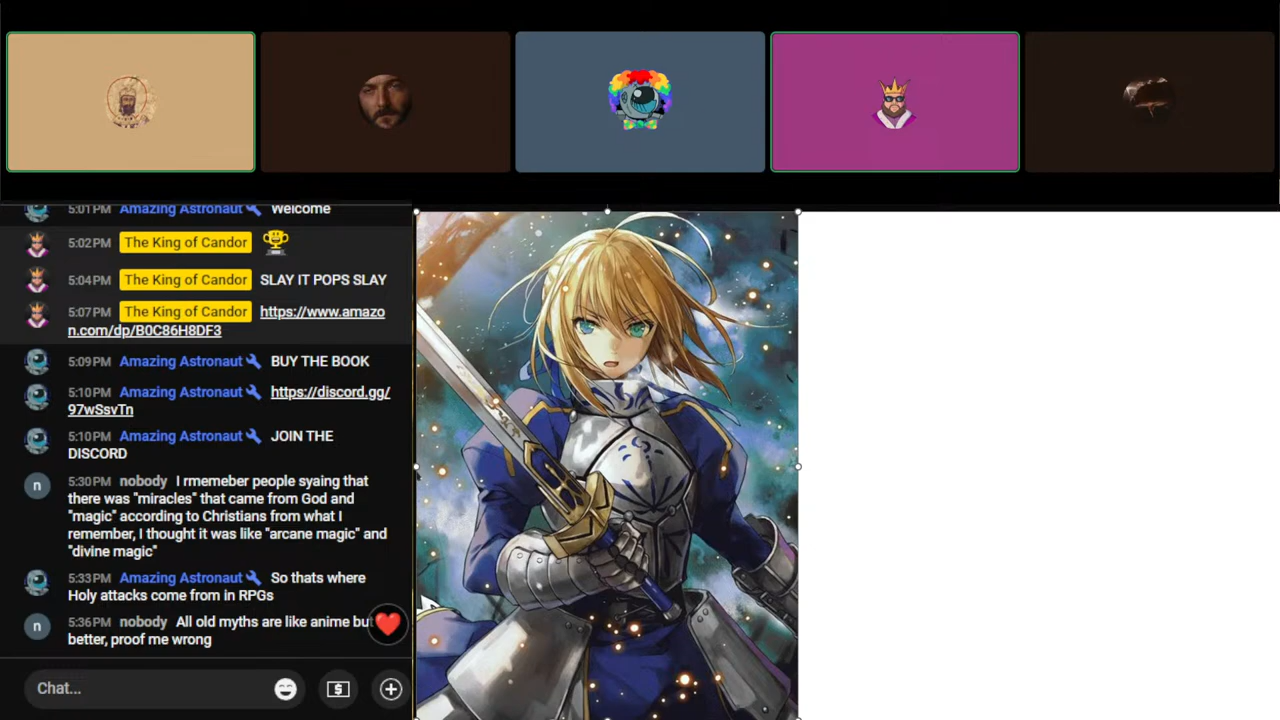 5:01 PM Amazing Astronaut Welcome
5:02 PM The King of Candor
5:04 PM The King of Candor SLAY IT POPS SLAY
5:07 PM The King of Candor https://www.amazo
n.com/dp/B0C86H8DF3
5:09 PM Amazing Astronaut BUY THE BOOK
5:10 PM Amazing Astronaut https://discord.gg/
97wSsvTn
5:10 PM Amazing Astronaut JOIN THE
DISCORD
n 5:30 PM nobody I rmemeber people syaing that
there was "miracles" that came from God and
"magic" according to Christians from what I
remember, I thought it was like "arcane magic" and
"divine magic"
5:33 PM Amazing Astronaut So thats where
Holy attacks come from in RPGs
n 5:36 PM nobody All old myths are like anime but
better, proof me wrong
Chat...